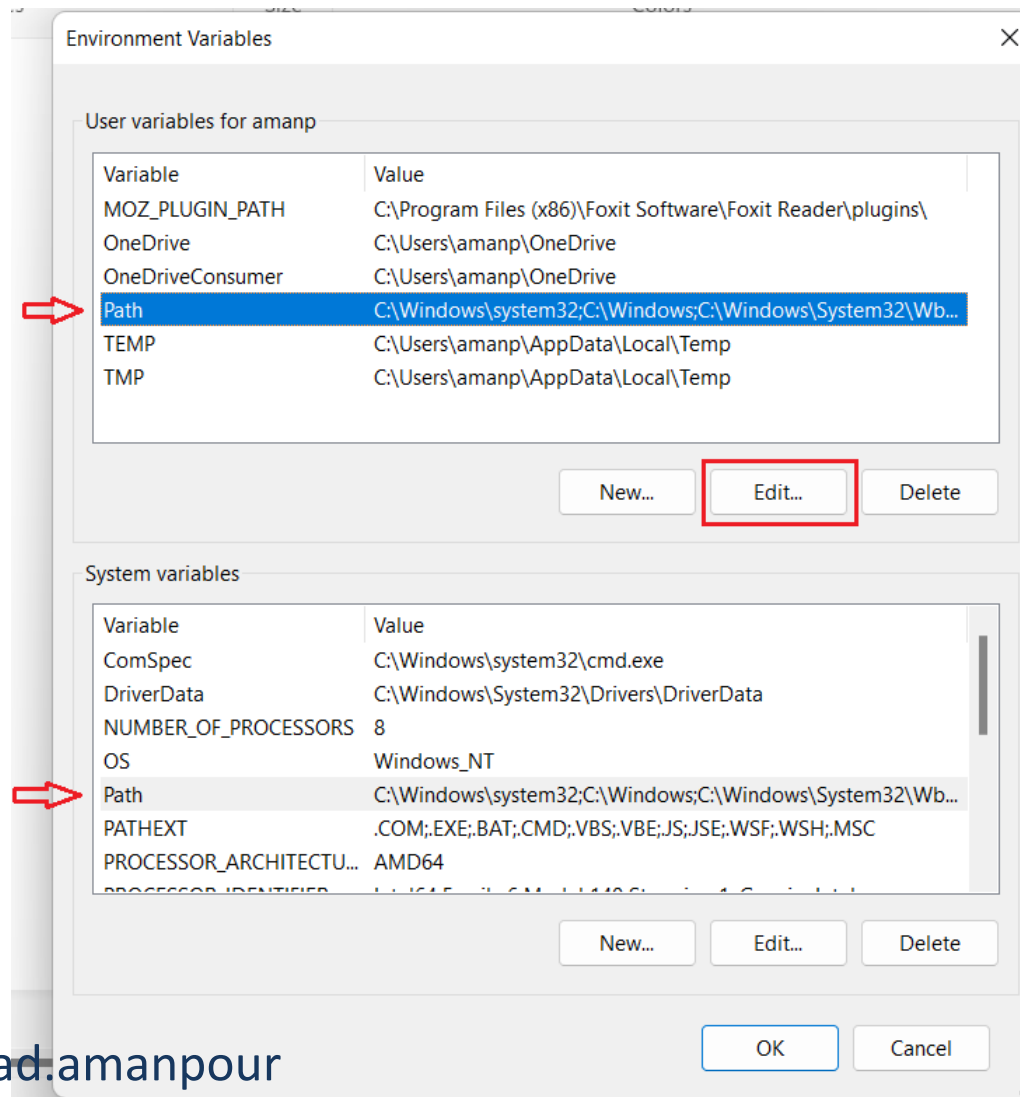 Environment Variables
User variables for amanp
Variable Value
MOZ_PLUGIN_PATH C:\Program Files (x86)\Foxit Software\Foxit Reader\plugins\
OneDrive C:\Users\amanp\OneDrive
OneDriveConsumer C:\Users\amanp\OneDrive
Path C:\Windows\system32;C:\Windows;C:\Windows\System32\Wb...
TEMP C:\Users\amanp\AppData\Local\Temp
TMP C:\Users\amanp\AppData\Local\Temp
New... Edit... Delete
System variables
Variable Value
ComSpec C:\Windows\system32\cmd.exe
DriverData C:\Windows\System32\Drivers\DriverData
NUMBER_OF_PROCESSORS 8
OS Windows_NT
Path C:\Windows\system32;C:\Windows;C:\Windows\System32\Wb...
PATHEXT .COM;.EXE;.BAT;.CMD;.VBS;.VBE;.JS;.JSE;.WSF;.WSH;.MSC
PROCESSOR_ARCHITECTU... AMD64
New... Edit... Delete
OK Cancel
ad.amanpour